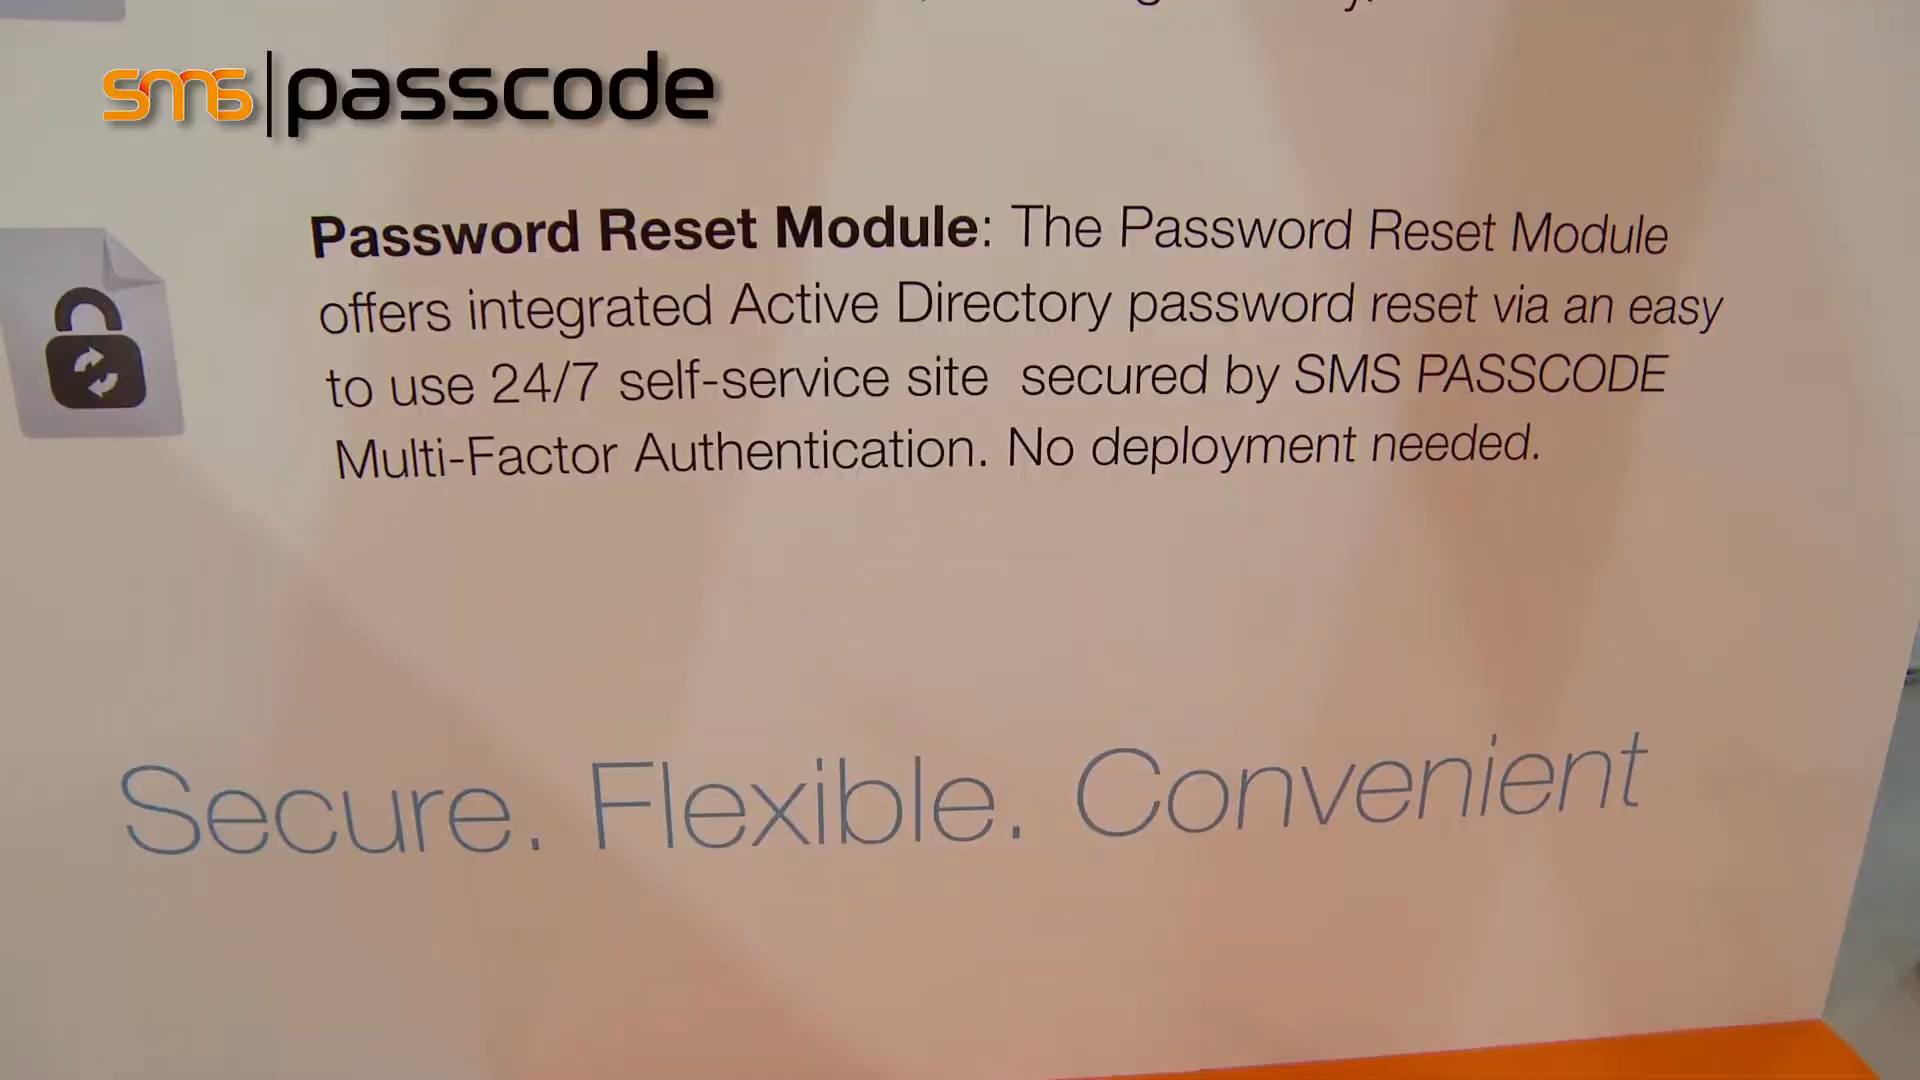 sms|passcode
Password Reset Module: The Password Reset Module
offers integrated Active Directory password reset via an easy
to use 24/7 self-service site secured by SMS PASSCODE
Multi-Factor Authentication. No deployment needed.
Secure. Flexible. Convenient